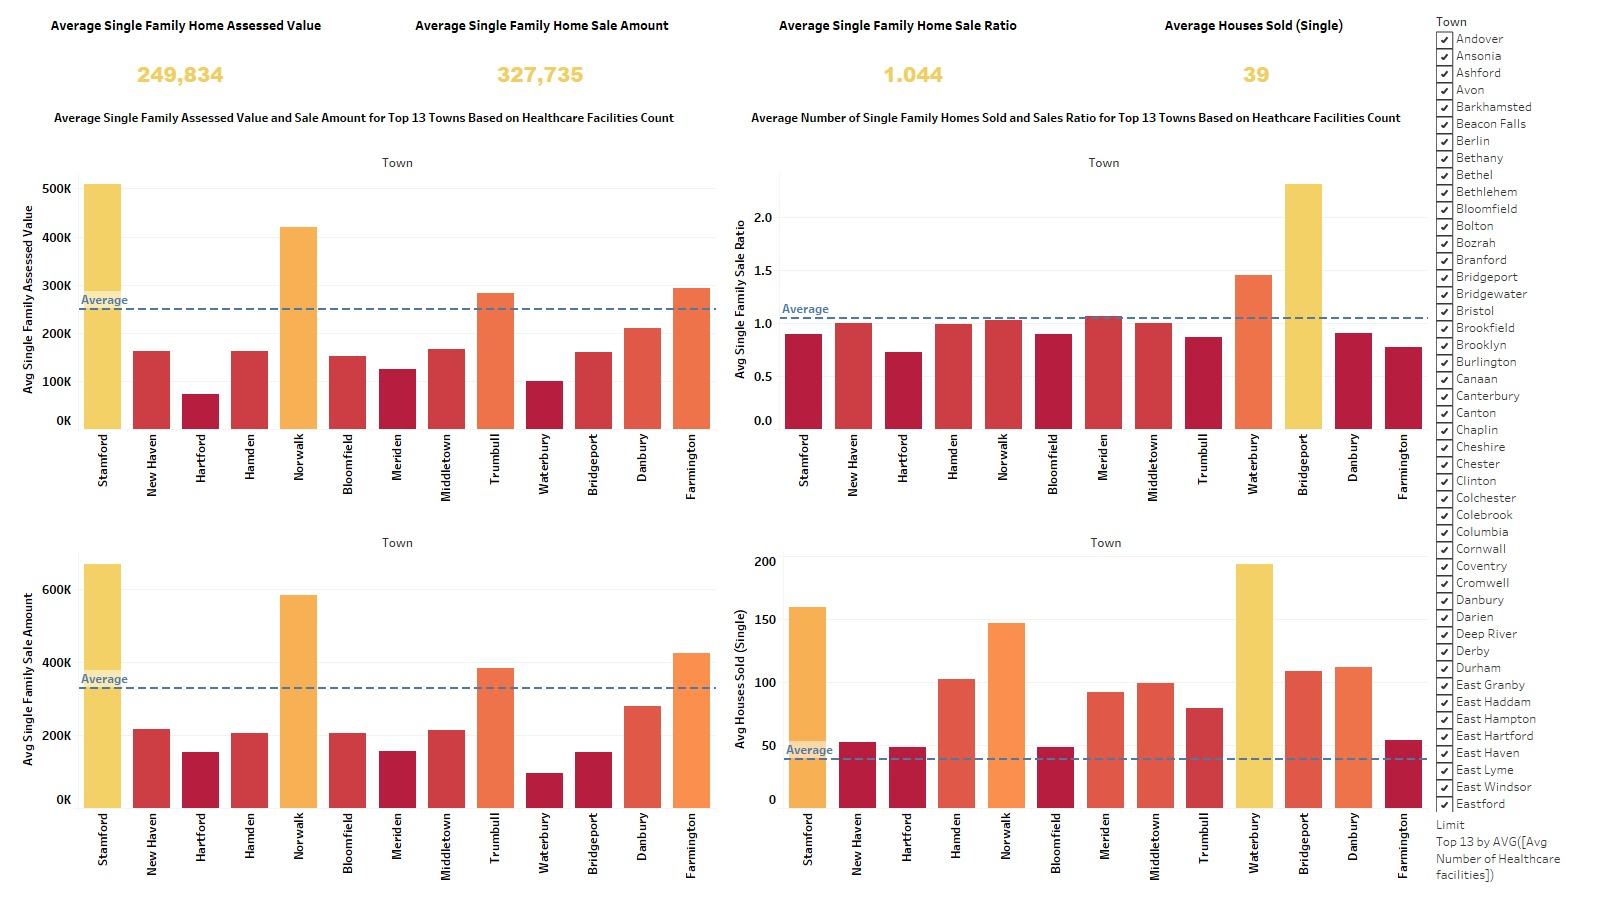 Average Single Family Home Assessed Value
Average Single Family Home Sale Amount
Average Single Family Home Sale Ratio
Average Houses Sold (Single)
249,834
327,735
1.044
39
Average Single Family Assessed Value and Sale Amount for Top 13 Towns Based on Healthcare Facilities Count
Average Number of Single Family Homes Sold and Sales Ratio for Top 13 Towns Based on Heathcare Facilities Count
Town
Avg Single Family Assessed Value
500K
400K
300K
200K
100K
0K
Average
Stamford
New Haven
Hartford
Hamden
Norwalk
Bloomfield
Meriden
Middletown
Trumbull
Waterbury
Bridgeport
Danbury
Farmington
Town
Avg Single Family Sale Ratio
2.0
1.5
1.0
0.5
0.0
Average
Stamford
New Haven
Hartford
Hamden
Norwalk
Bloomfield
Meriden
Middletown
Trumbull
Waterbury
Bridgeport
Danbury
Farmington
Town
Avg Single Family Sale Amount
600K
400K
200K
0K
Average
Stamford
New Haven
Hartford
Hamden
Norwalk
Bloomfield
Meriden
Middletown
Trumbull
Waterbury
Bridgeport
Danbury
Farmington
Town
Avg Houses Sold (Single)
200
150
100
50
0
Average
Stamford
New Haven
Hartford
Hamden
Norwalk
Bloomfield
Meriden
Middletown
Trumbull
Waterbury
Bridgeport
Danbury
Farmington
Town
Andover
Ansonia
Ashford
Avon
Barkhamsted
Beacon Falls
Berlin
Bethany
Bethel
Bethlehem
Bloomfield
Bolton
Bozrah
Branford
Bridgeport
Bridgewater
Bristol
Brookfield
Brooklyn
Burlington
Canaan
Canterbury
Canton
Chaplin
Cheshire
Chester
Clinton
Colchester
Colebrook
Columbia
Cornwall
Coventry
Cromwell
Danbury
Darien
Deep River
Derby
Durham
East Granby
East Haddam
East Hampton
East Hartford
East Haven
East Lyme
East Windsor
Eastford
Limit
Top 13 by AVG([Avg
Number of Healthcare
facilities])